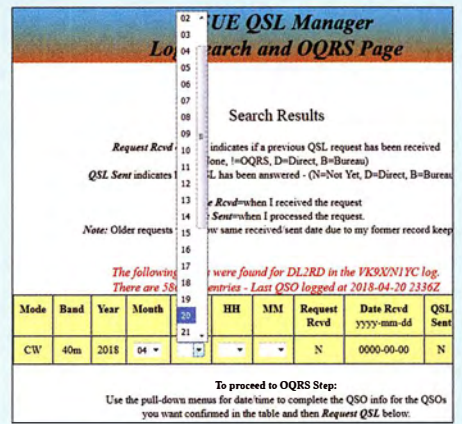 UE QSL Manager
Lo earch and OQRS Page
02
04
05
06
07
08
09
10
11
12
13
14
15
16
17
18
19
20
21
Search Results
Request Rcvd indicates if a previous QSL request has been received
one, !=OQRS, D=Direct, B=Bureau)
QSL Sent indicates L has been answered - (N=Not Yet, D=Direct, B=Bureau
e Rcvd=when I received the request
Sent=when I processed the request.
Note: Older requests ow same received/sent date due to my former record keep
The following were found for DL2RD in the VK9X/N1YC log.
There are 58 entries - Last QSO logged at 2018-04-20 2336Z
Mode Band Year Month HH MM Request Rcvd Date Rcvd yyyy-mm-dd QSL Sent
CW 40m 2018 04 N 0000-00-00 N
To proceed to OQRS Step:
Use the pull-down menus for date/time to complete the QSO info for the QSOs
you want confirmed in the table and then Request QSL below.